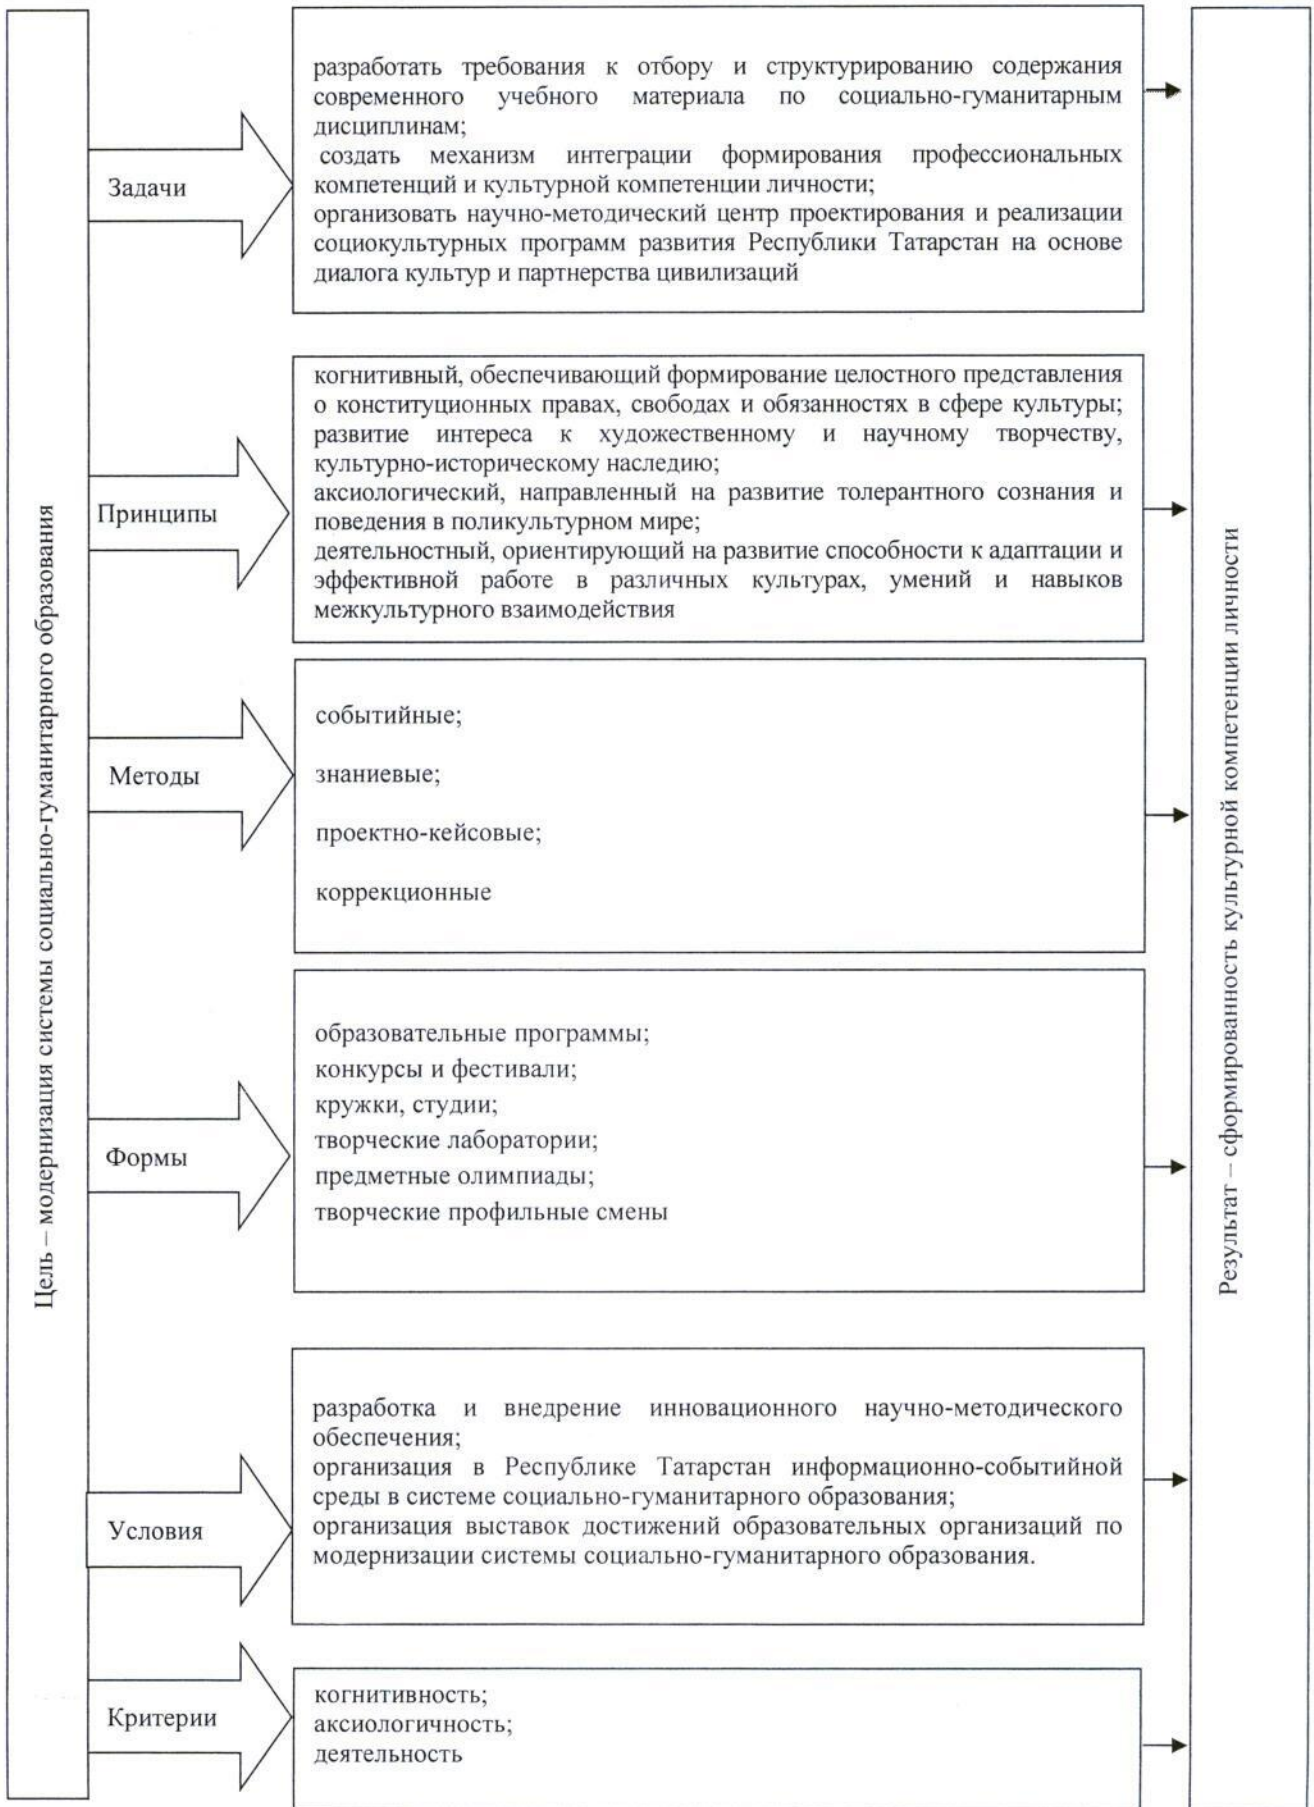 Цель – модернизация системы социально-гуманитарного образования
Задачи
разработать требования к отбору и структурированию содержания
современного учебного материала по социально-гуманитарным
дисциплинам;
создать механизм интеграции формирования профессиональных
компетенций и культурной компетенции личности;
организовать научно-методический центр проектирования и реализации
социокультурных программ развития Республики Татарстан на основе
диалога культур и партнерства цивилизаций
Принципы
когнитивный, обеспечивающий формирование целостного представления
о конституционных правах, свободах и обязанностях в сфере культуры;
развитие интереса к художественному и научному творчеству,
культурно-историческому наследию;
аксиологический, направленный на развитие толерантного сознания и
поведения в поликультурном мире;
деятельностный, ориентирующий на развитие способности к адаптации и
эффективной работе в различных культурах, умений и навыков
межкультурного взаимодействия
Методы
событийные;
знаниевые;
проектно-кейсовые;
коррекционные
Формы
образовательные программы;
конкурсы и фестивали;
кружки, студии;
творческие лаборатории;
предметные олимпиады;
творческие профильные смены
Условия
разработка и внедрение инновационного научно-методического
обеспечения;
организация в Республике Татарстан информационно-событийной
среды в системе социально-гуманитарного образования;
организация выставок достижений образовательных организаций по
модернизации системы социально-гуманитарного образования.
Критерии
когнитивность;
аксиологичность;
деятельность
Результат – сформированность культурной компетенции личности